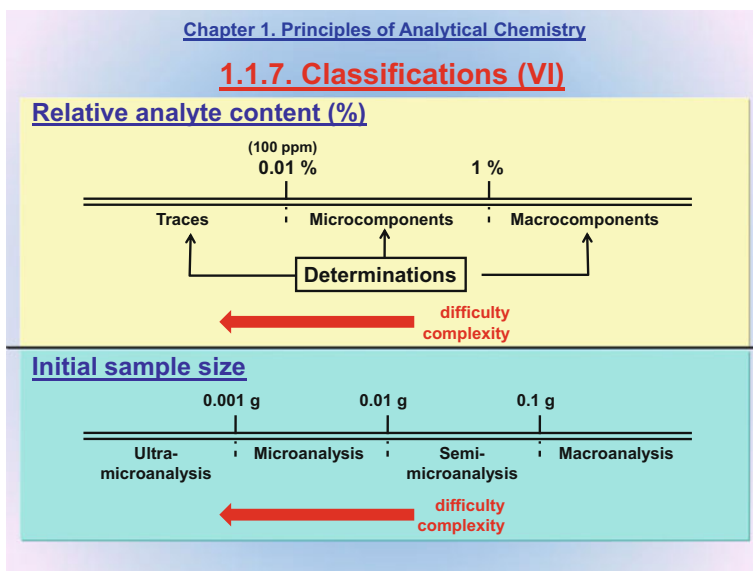 Chapter 1. Principles of Analytical Chemistry
1.1.7. Classifications (VI)
Relative analyte content (%)
(100 ppm)
0.01 %
1 %
Traces
Microcomponents
Macrocomponents
Determinations
difficulty
complexity
Initial sample size
0.001 g
0.01 g
0.1 g
Ultra-
microanalysis
Microanalysis
Semi-
microanalysis
Macroanalysis
difficulty
complexity